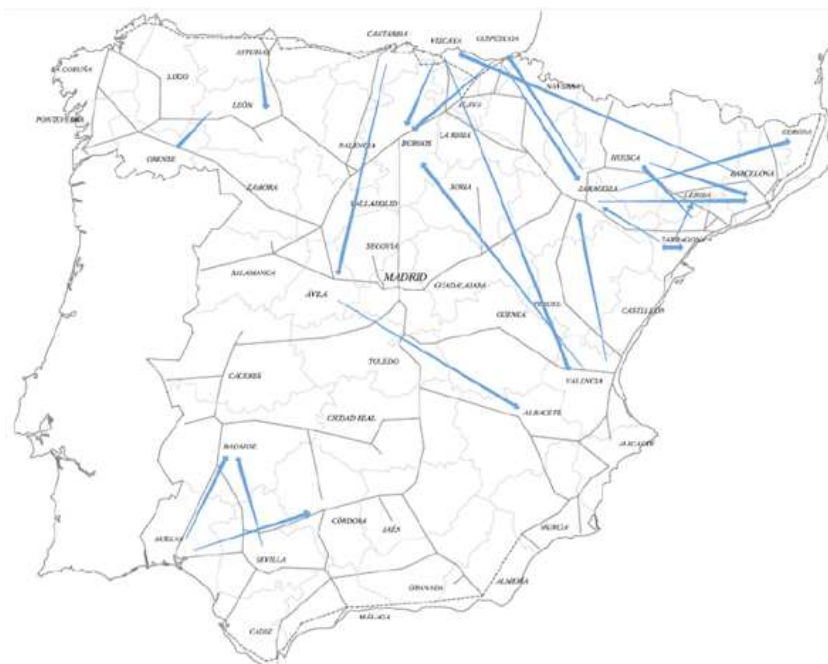 CANTABRIA
VIZCAYA
GUIPÚZCOA
ASTURIAS
LA CORUÑA
LUGO
NAVARRA
LEÓN
ÁLAVA
PONTEVEDRA
PALENCIA
BURGOS
LA RIOJA
GERONA
HUESCA
ORENSE
BARCELONA
ZAMORA
SORIA
ZARAGOZA
LÉRIDA
VALLADOLID
TARRAGONA
SEGOVIA
SALAMANCA
MADRID
GUADALAJARA
ÁVILA
TERUEL
CASTELLÓN
CUENCA
TOLEDO
CÁCERES
VALENCIA
ALBACETE
CIUDAD REAL
BADAJOZ
ALICANTE
HUELVA
CÓRDOBA
JAÉN
MURCIA
SEVILLA
GRANADA
ALMERÍA
MÁLAGA
CÁDIZ